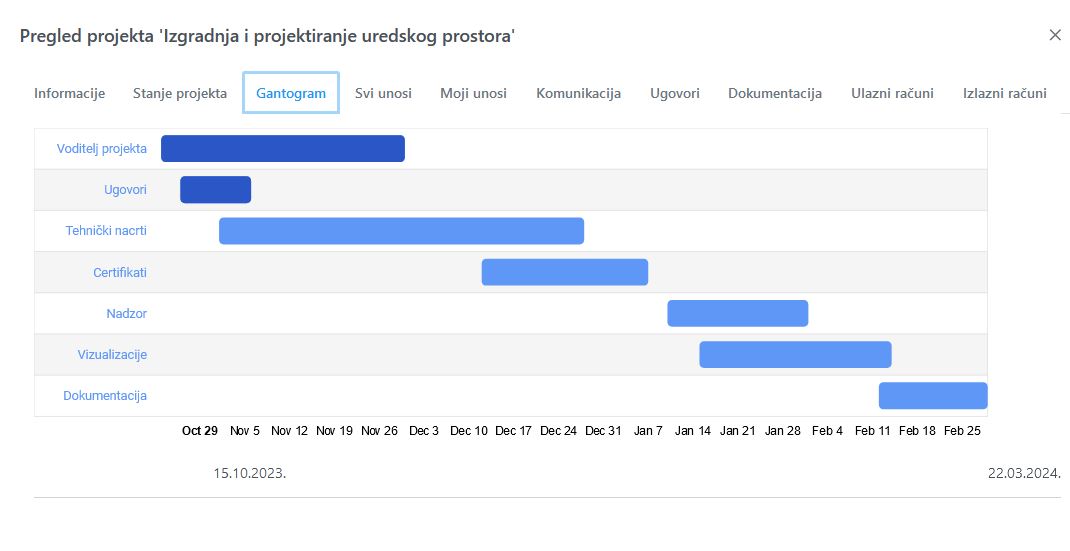 Pregled projekta 'Izgradnja i projektiranje uredskog prostora'
Informacije Stanje projekta Gantogram Svi unosi Moji unosi Komunikacija Ugovori Dokumentacija Ulazni računi Izlazni računi
Voditelj projekta
Ugovori
Tehnički nacrti
Certifikati
Nadzor
Vizualizacije
Dokumentacija
Oct 29 Nov 5 Nov 12 Nov 19 Nov 26 Dec 3 Dec 10 Dec 17 Dec 24 Dec 31 Jan 7 Jan 14 Jan 21 Jan 28 Feb 4 Feb 11 Feb 18 Feb 25
15.10.2023. 22.03.2024.